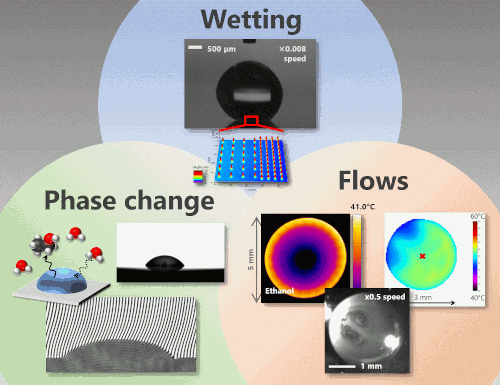 Wetting
500 µm
×0.008
speed
Phase change
Flows
41.0°C
5 mm
Ethanol
60°C
40°C
3 mm
x0.5 speed
1 mm